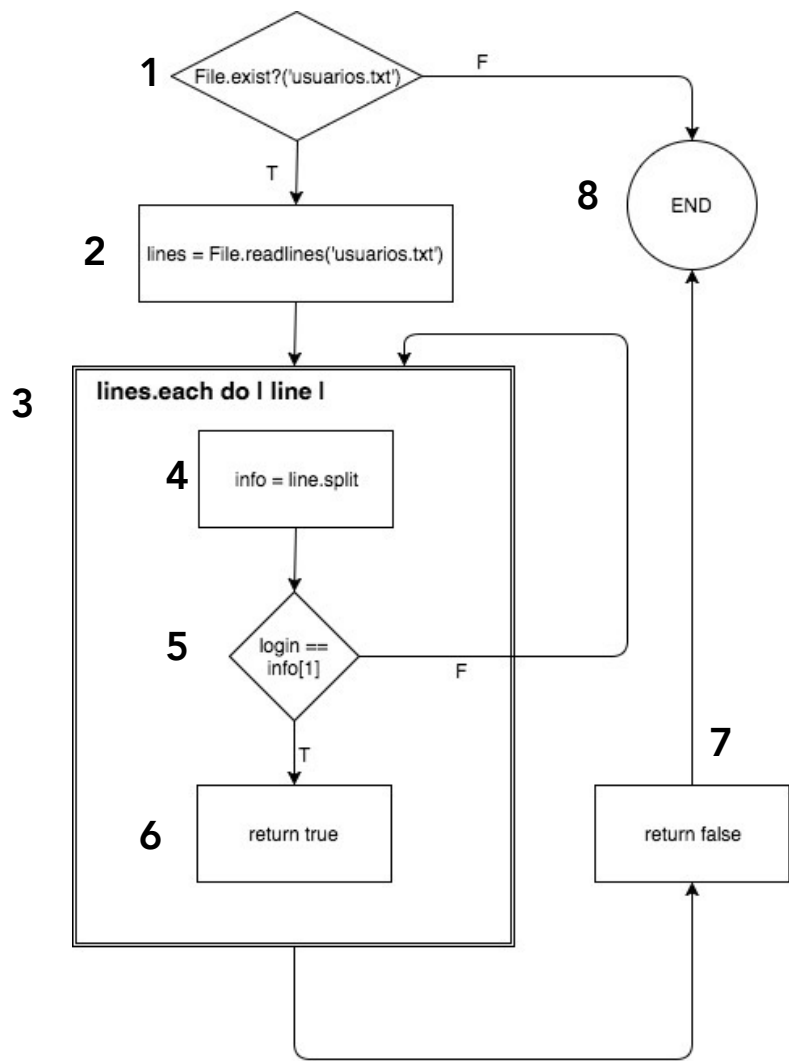 1
File.exist?('usuarios.txt')
F
T
8
END
2
lines = File.readlines('usuarios.txt')
3
lines.each do | line |
4
info = line.split
5
login ==
info[1]
F
T
7
6
return true
return false